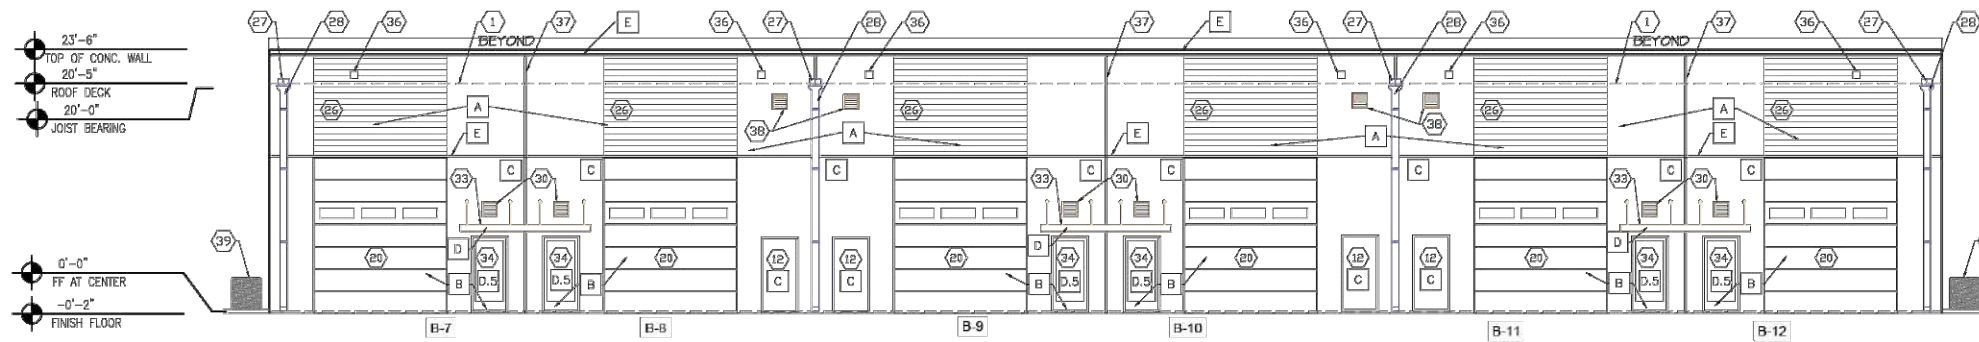 27 28 36 1 37 E 36 27 28 36 37 E 36 27 28 36 1 37 36 27 28
BEYOND BEYOND
23'-6"
TOP OF CONC. WALL
20'-5"
ROOF DECK
20'-0"
JOIST BEARING
26 A 26 38 26 26 38 26 A 26
E A E A E
C C C C C C C C
33 30 33 30 33 30
39 D D D
0'-0"
FF AT CENTER
20 34 34 20 12 12 20 34 34 20 12 12 20 34 34 20
B D.5 D.5 B C C B D.5 D.5 B C C B D.5 D.5 B
-0'-2"
FINISH FLOOR
B-7 B-8 B-9 B-10 B-11 B-12